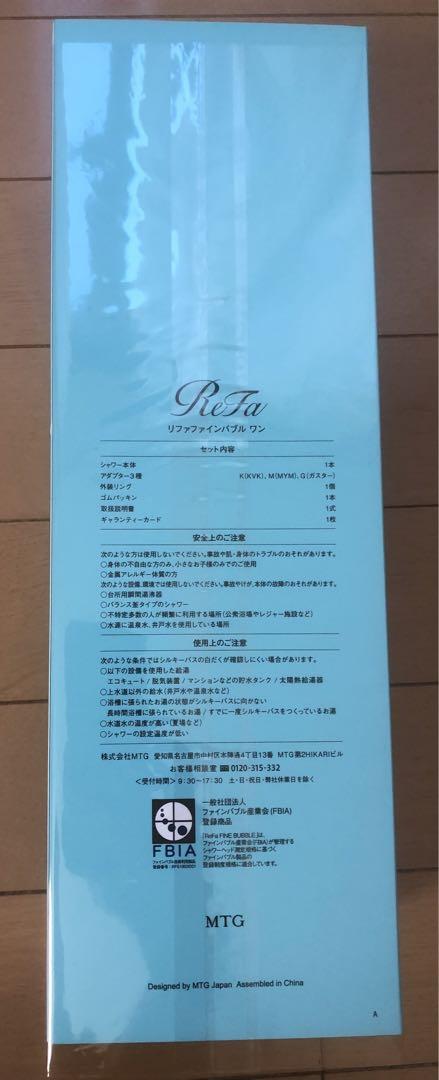 ReFa
リファファインバブル ワン
セット内容
シャワー本体 1本
アダプター3種 K(KVK)、M(MYM)、G(ガスター)
外装リング 1個
ゴムパッキン 1本
取扱説明書 1式
ギャランティーカード 1枚
安全上のご注意
次のような方は使用しないでください。事故や肌・身体のトラブルのおそれがあります。
○身体の不自由な方のみ、小さなお子様のみでのご使用
○金属アレルギー体質の方
次のような設備、環境では使用しないでください。事故やけが、本体の故障のおそれがあります。
○台所用瞬間湯沸器
○バランス釜タイプのシャワー
○不特定多数の人が頻繁に利用する場所(公衆浴場やレジャー施設など)
○水源に温泉水、井戸水を使用している場所
使用上のご注意
次のような条件ではシルキーバスの白だくが確認しにくい場合があります。
○以下の設備を使用した給湯
エコキュート/脱気装置/マンションなどの貯水タンク/太陽熱給湯器
○上水道以外の給水(井戸水や温泉水など)
○浴槽に張られたお湯の状態がシルキーバスに向かない
長時間浴槽に張られているお湯/すでに一度シルキーバスをつくっているお湯
○水道水の温度が高い(夏場など)
○シャワーの設定温度が低い
株式会社MTG 愛知県名古屋市中村区本陣通4丁目13番 MTG第2HIKARIビル
お客様相談室 0120-315-332
<受付時間> 9:30~17:30 土・日・祝日・弊社休業日を除く
一般社団法人
ファインバブル産業会(FBIA)
登録商品
FBIA
「ReFa FINE BUBBLE」は、
ファインバブル産業会(FBIA)が管理する
シャワーヘッド測定規格に基づく
ファインバブル製品の
登録制度規格に適合しています。
MTG
Designed by MTG Japan Assembled in China
A